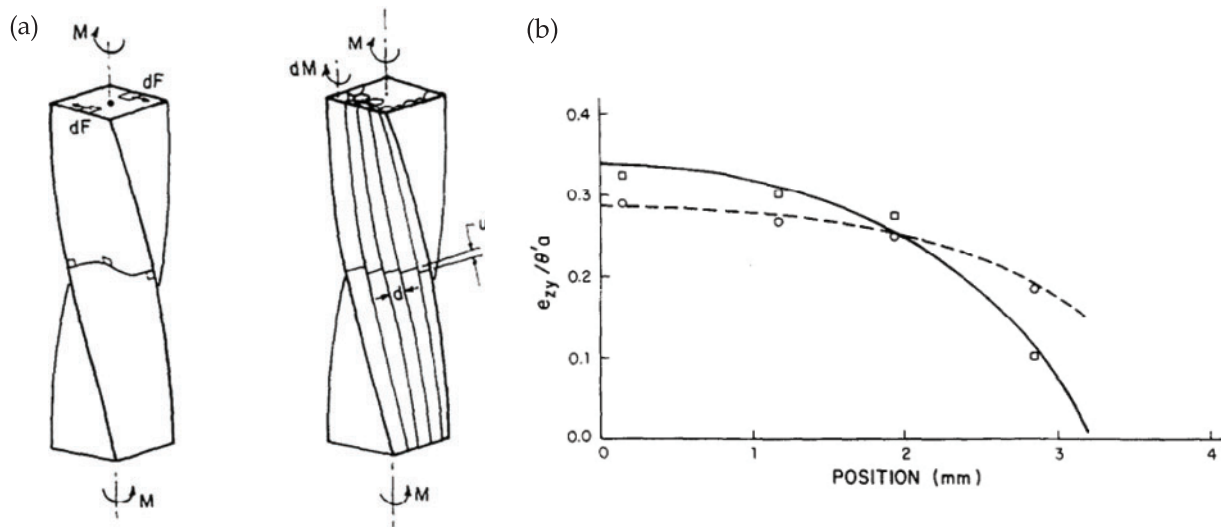 (a)
M
dF
dF
M
M
dM
u
d
M
(b)
e_zy/θ'a
0.4
0.3
0.2
0.1
0.0
0
1
2
3
4
POSITION (mm)